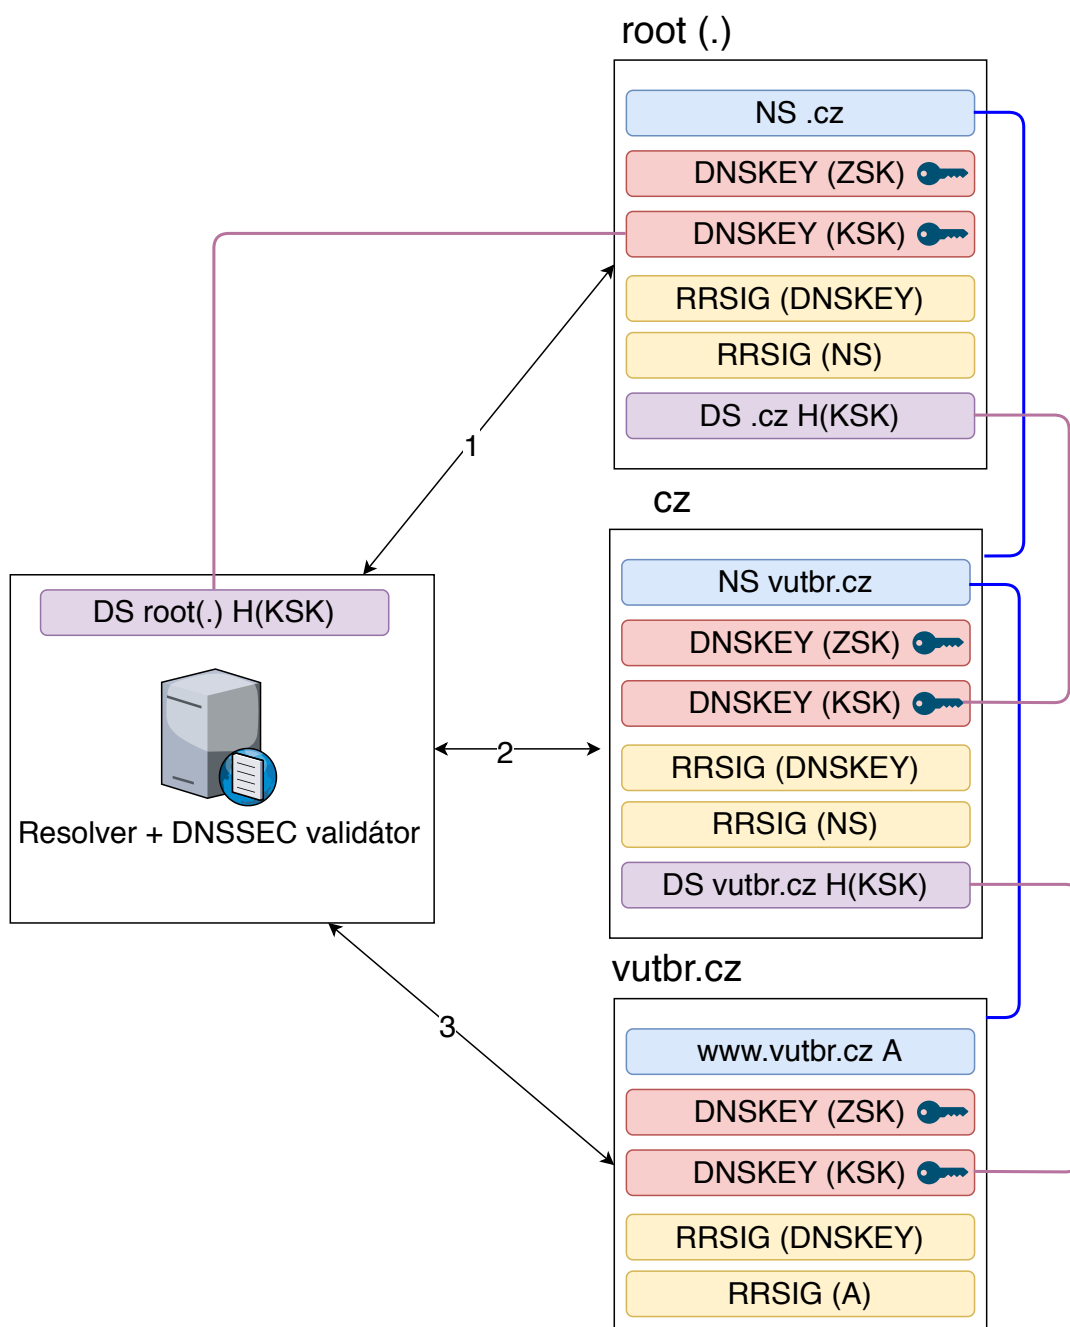 root (.)
NS .cz
DNSKEY (ZSK)
DNSKEY (KSK)
RRSIG (DNSKEY)
RRSIG (NS)
DS .cz H(KSK)
1
cz
NS vutbr.cz
DNSKEY (ZSK)
DNSKEY (KSK)
RRSIG (DNSKEY)
RRSIG (NS)
DS vutbr.cz H(KSK)
DS root(.) H(KSK)
Resolver + DNSSEC validátor
2
3
vutbr.cz
www.vutbr.cz A
DNSKEY (ZSK)
DNSKEY (KSK)
RRSIG (DNSKEY)
RRSIG (A)